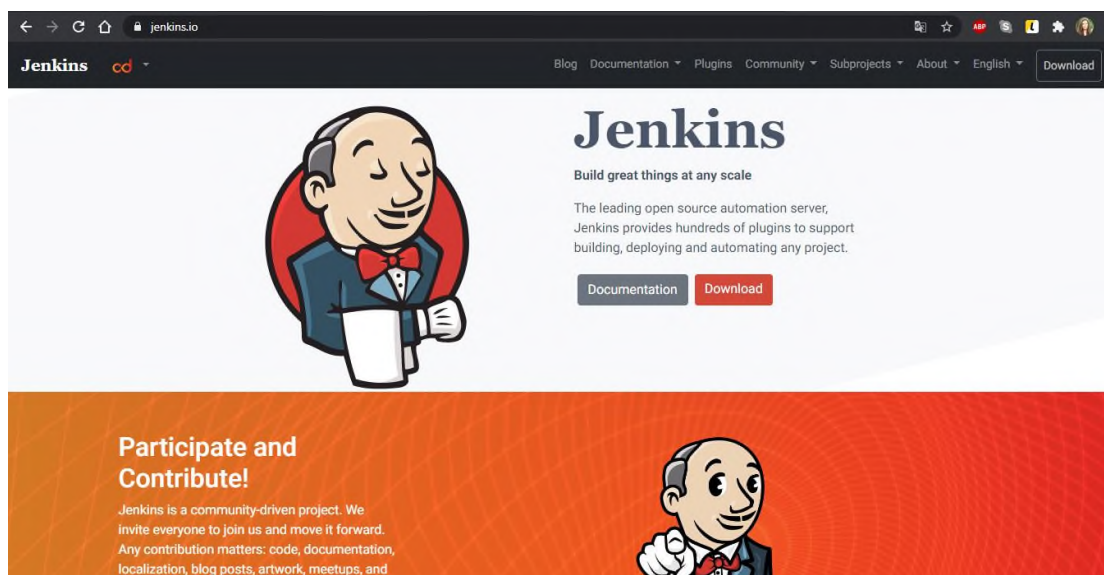 jenkins.io
ABP
Jenkins cd Blog Documentation Plugins Community Subprojects About English Download
Jenkins
Build great things at any scale
The leading open source automation server,
Jenkins provides hundreds of plugins to support
building, deploying and automating any project.
Documentation Download
Participate and
Contribute!
Jenkins is a community-driven project. We
invite everyone to join us and move it forward.
Any contribution matters: code, documentation,
localization, blog posts, artwork, meetups, and